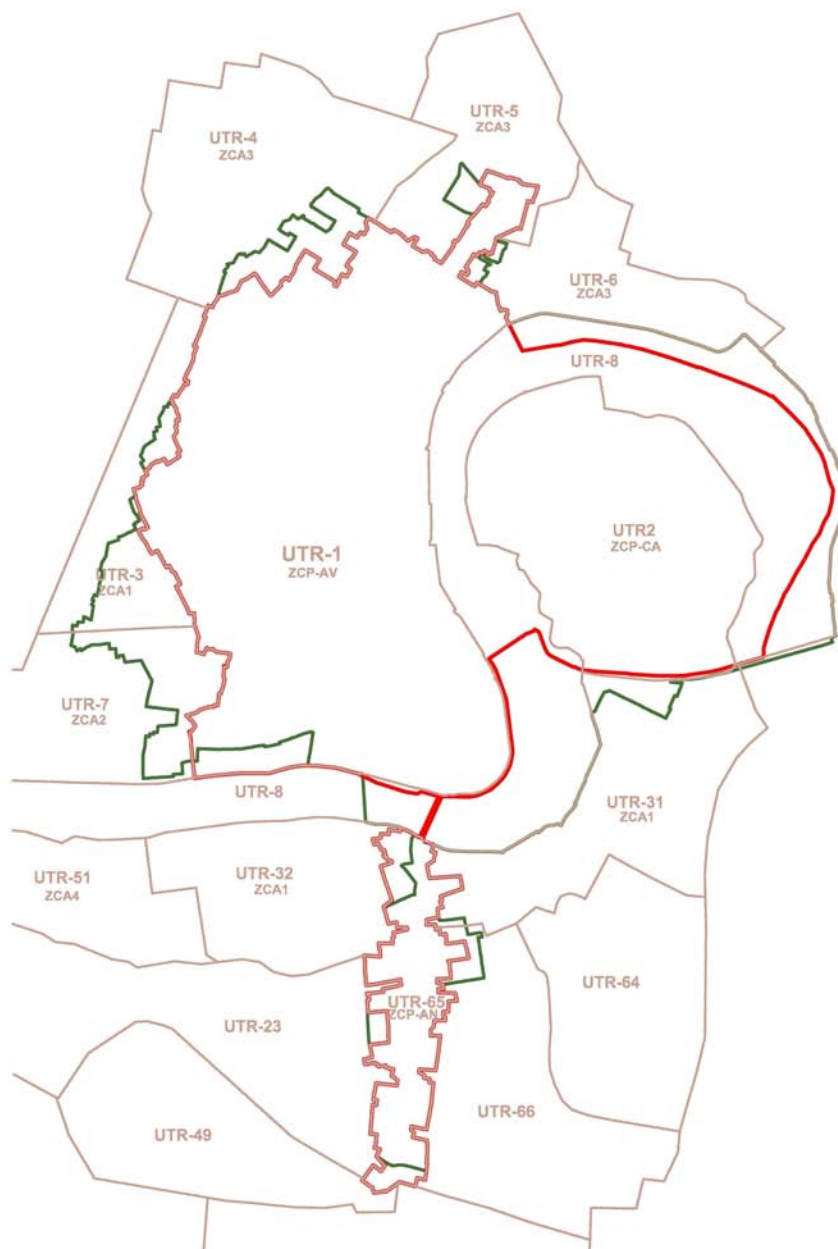 UTR-5
ZCA3
UTR-4
ZCA3
UTR-6
ZCA3
UTR-8
UTR2
ZCP-CA
UTR-1
ZCP-AV
UTR-3
ZCA1
UTR-7
ZCA2
UTR-8
UTR-31
ZCA1
UTR-51
ZCA4
UTR-32
ZCA1
UTR-64
UTR-65
ZCP-AN
UTR-23
UTR-66
UTR-49